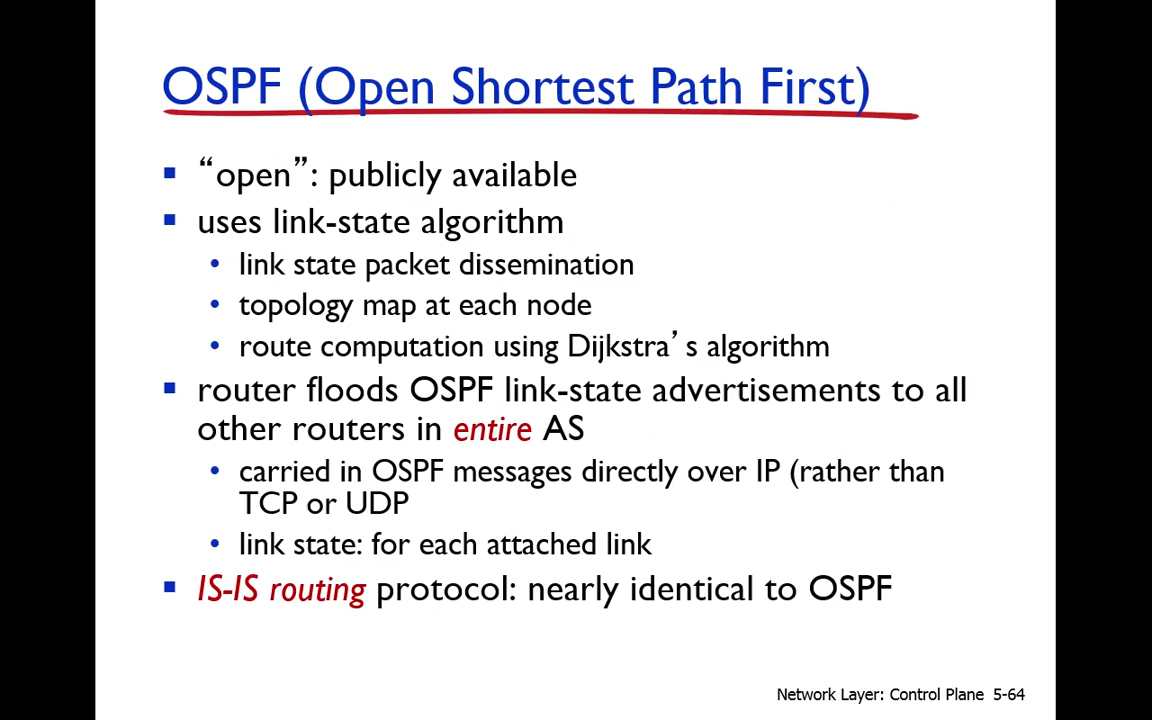 OSPF (Open Shortest Path First)
▪ “open”: publicly available
▪ uses link-state algorithm
• link state packet dissemination
• topology map at each node
• route computation using Dijkstra’ s algorithm
▪ router floods OSPF link-state advertisements to all
other routers in entire AS
• carried in OSPF messages directly over IP (rather than
TCP or UDP
• link state: for each attached link
▪ IS-IS routing protocol: nearly identical to OSPF
Network Layer: Control Plane 5-64